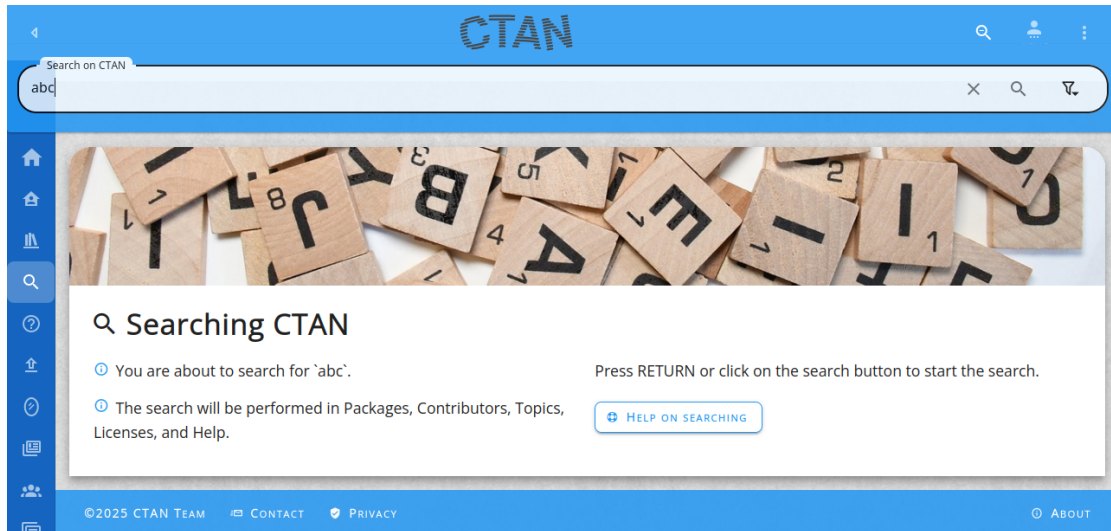 CTAN
Search on CTAN
abc
Searching CTAN
You are about to search for `abc`.
The search will be performed in Packages, Contributors, Topics,
Licenses, and Help.
Press RETURN or click on the search button to start the search.
Help on searching
©2025 CTAN Team
Contact
Privacy
About